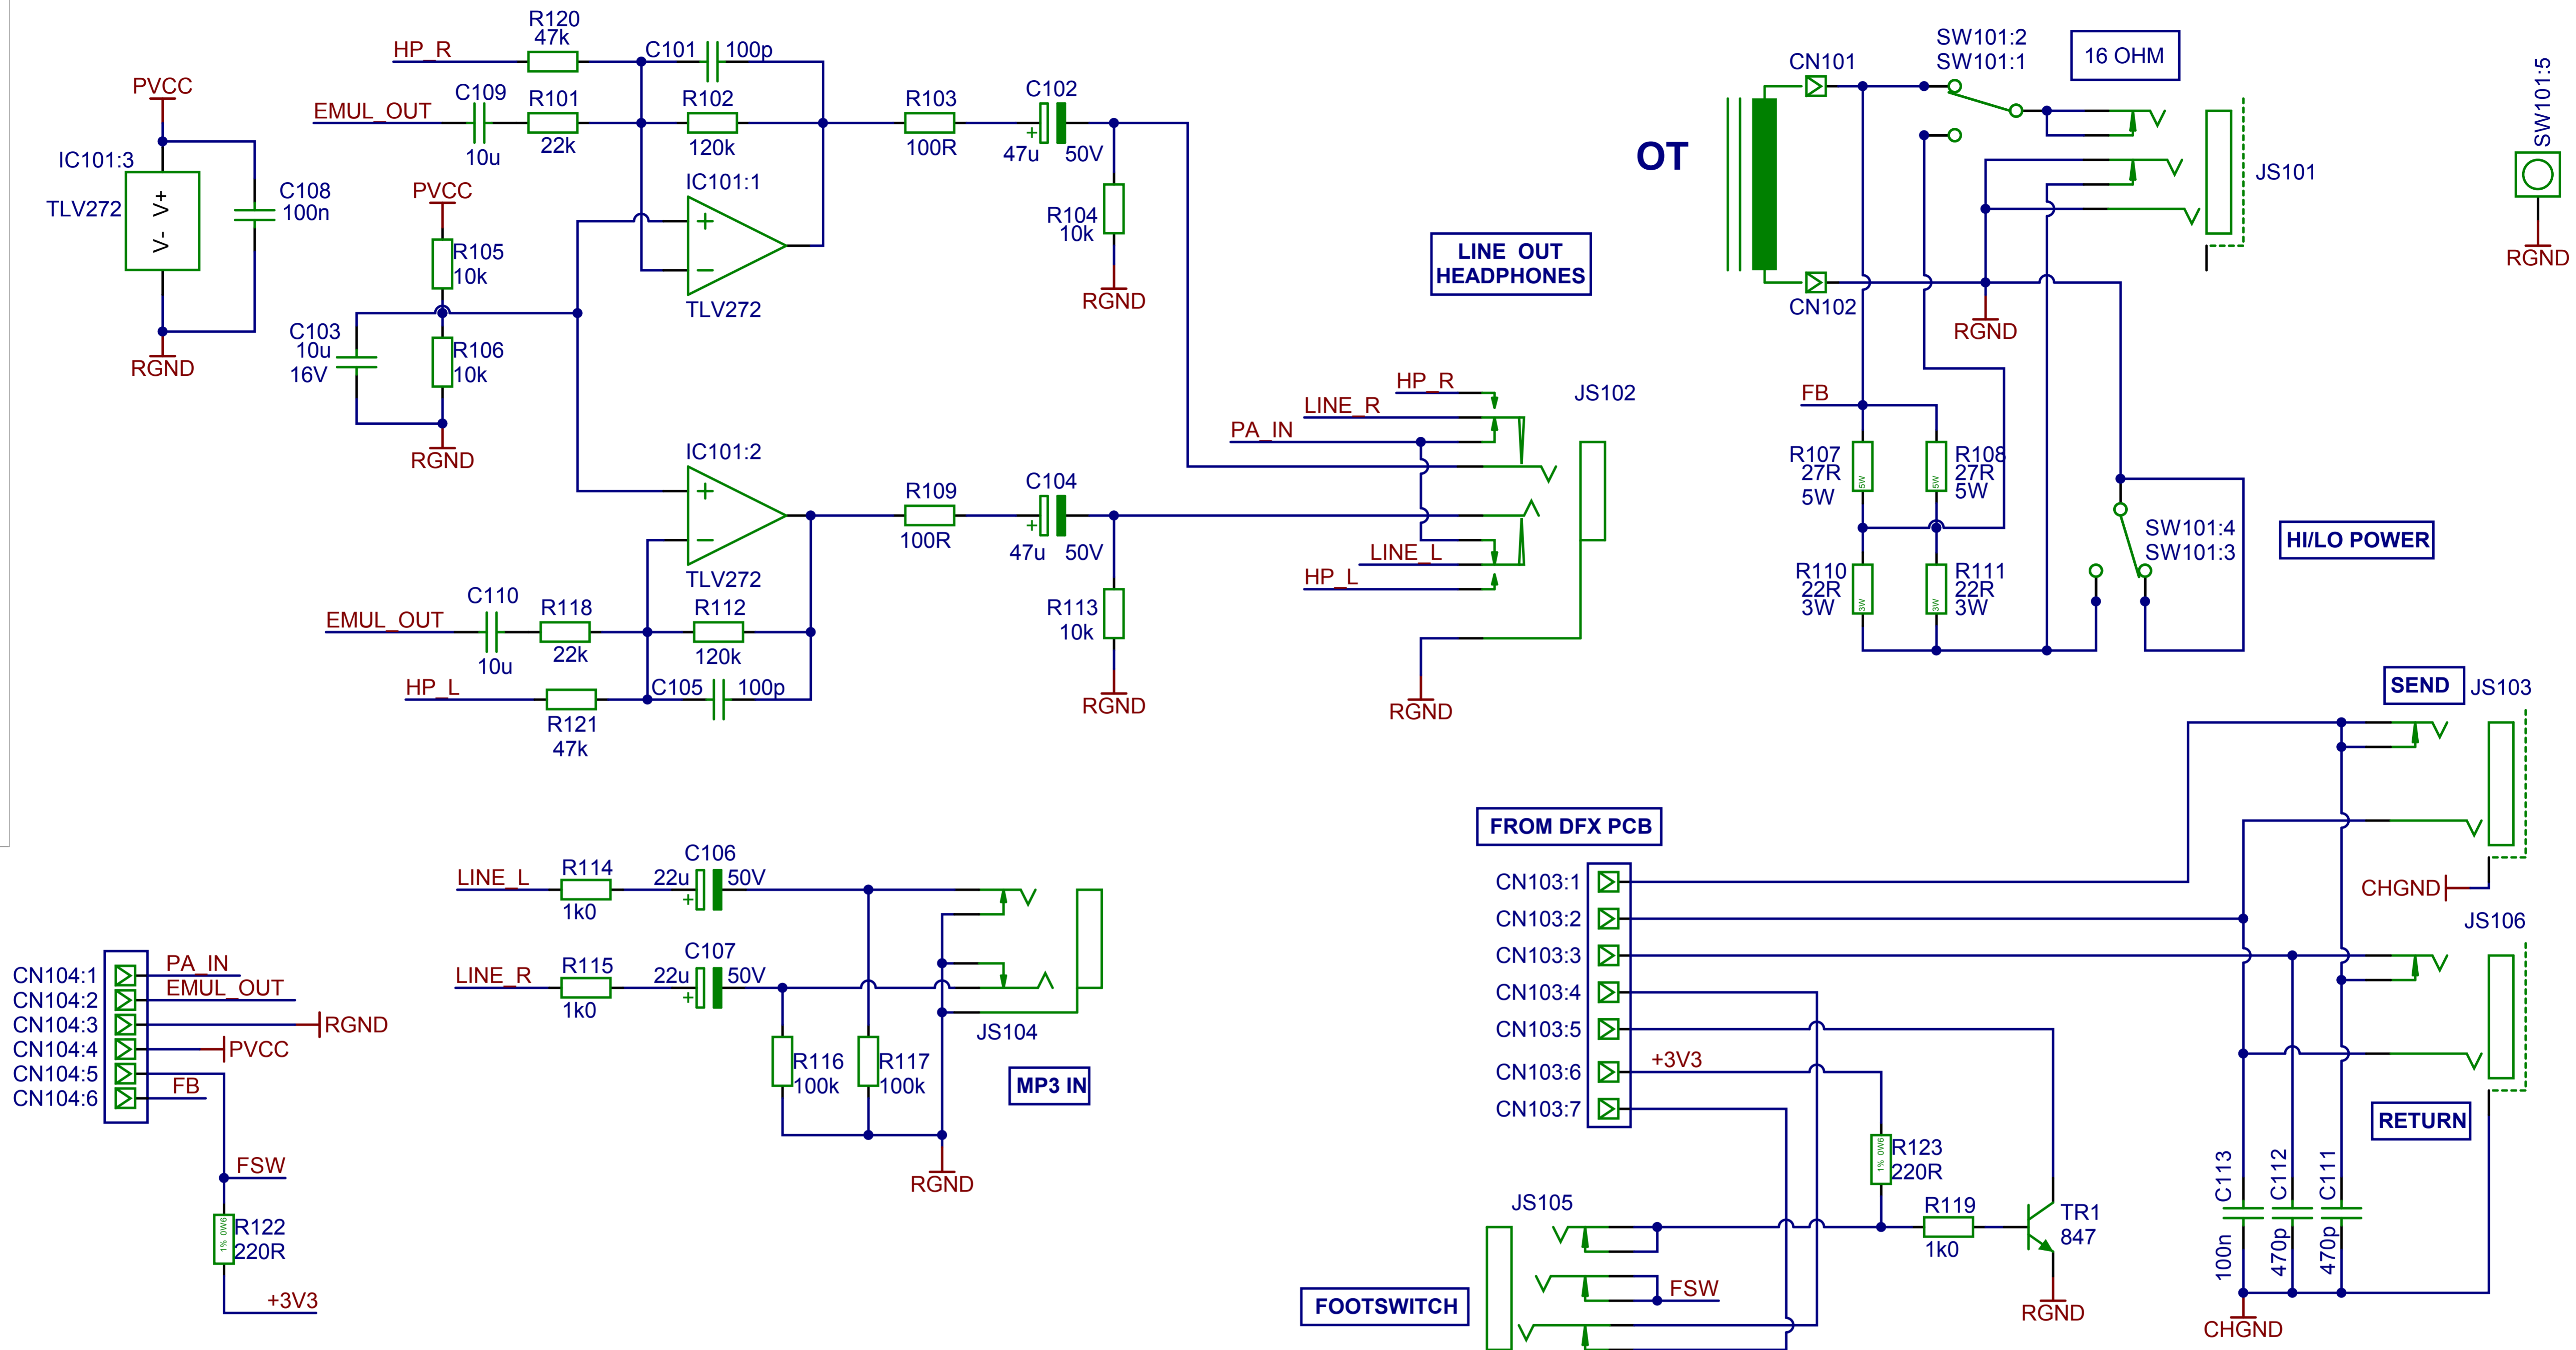 R120
47k
HP_R
C101
100p
PVCC
EMUL_OUT
C109
10u
R101
22k
R102
120k
R103
100R
C102
47u
50V
+
IC101:3
TLV272
V+
V-
C108
100n
RGND
PVCC
R105
10k
R104
10k
RGND
IC101:1
+
−
TLV272
C103
10u
16V
R106
10k
RGND
IC101:2
+
−
TLV272
R109
100R
C104
47u
50V
+
R113
10k
RGND
EMUL_OUT
C110
10u
R118
22k
R112
120k
HP_L
R121
47k
C105
100p
LINE OUT
HEADPHONES
HP_R
LINE_R
PA_IN
LINE_L
HP_L
JS102
RGND
OT
CN101
CN102
SW101:2
SW101:1
16 OHM
JS101
RGND
SW101:5
RGND
FB
R107
27R
5W
5W
R108
27R
5W
5W
R110
22R
3W
3W
R111
22R
3W
3W
SW101:4
SW101:3
HI/LO POWER
SEND
JS103
CHGND
JS106
RETURN
C113
100n
C112
470p
C111
470p
CHGND
FROM DFX PCB
CN103:1
CN103:2
CN103:3
CN103:4
CN103:5
CN103:6
CN103:7
+3V3
R123
220R
1% 0W6
R119
1k0
TR1
847
RGND
JS105
FSW
FOOTSWITCH
LINE_L
R114
1k0
C106
22u
50V
+
LINE_R
R115
1k0
C107
22u
50V
+
R116
100k
R117
100k
JS104
MP3 IN
RGND
CN104:1
CN104:2
CN104:3
CN104:4
CN104:5
CN104:6
PA_IN
EMUL_OUT
RGND
PVCC
FB
FSW
R122
220R
1% 0W6
+3V3